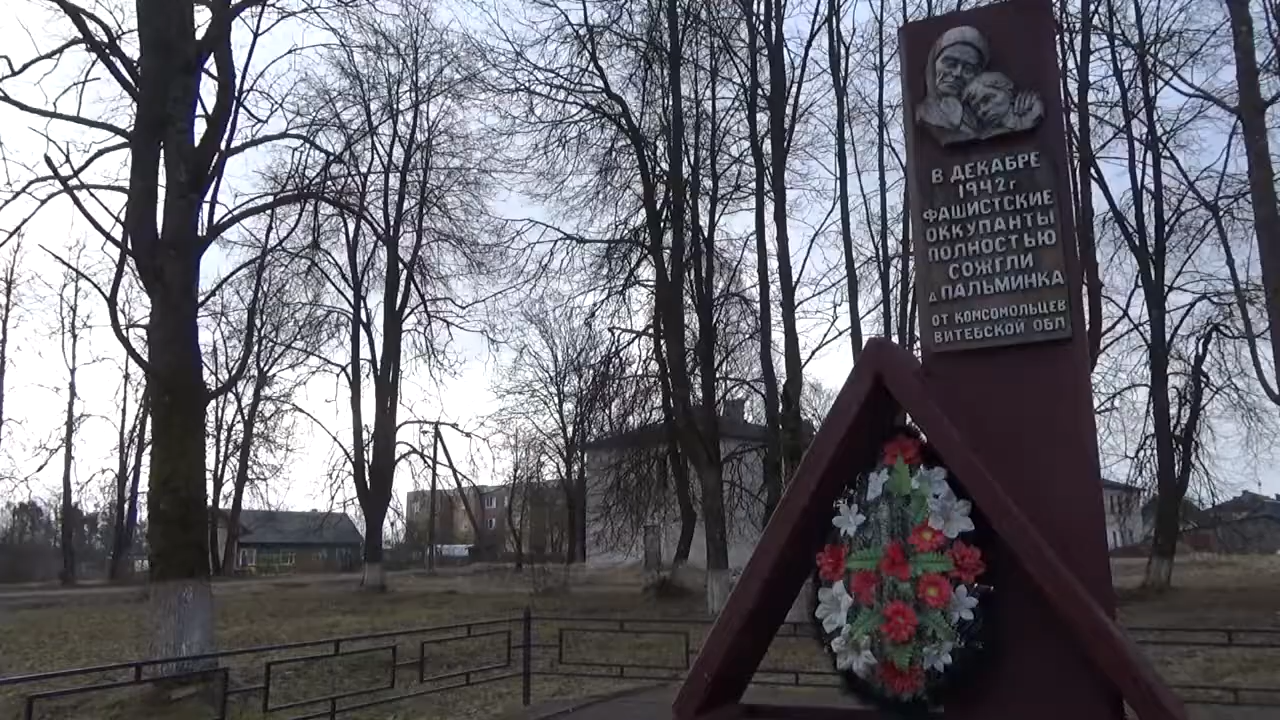 В ДЕКАБРЕ
1942г
ФАШИСТСКИЕ
ОККУПАНТЫ
ПОЛНОСТЬЮ
СОЖГЛИ
д. ПАЛЬМИНКА
ОТ КОМСОМОЛЬЦЕВ
ВИТЕБСКОЙ ОБЛ